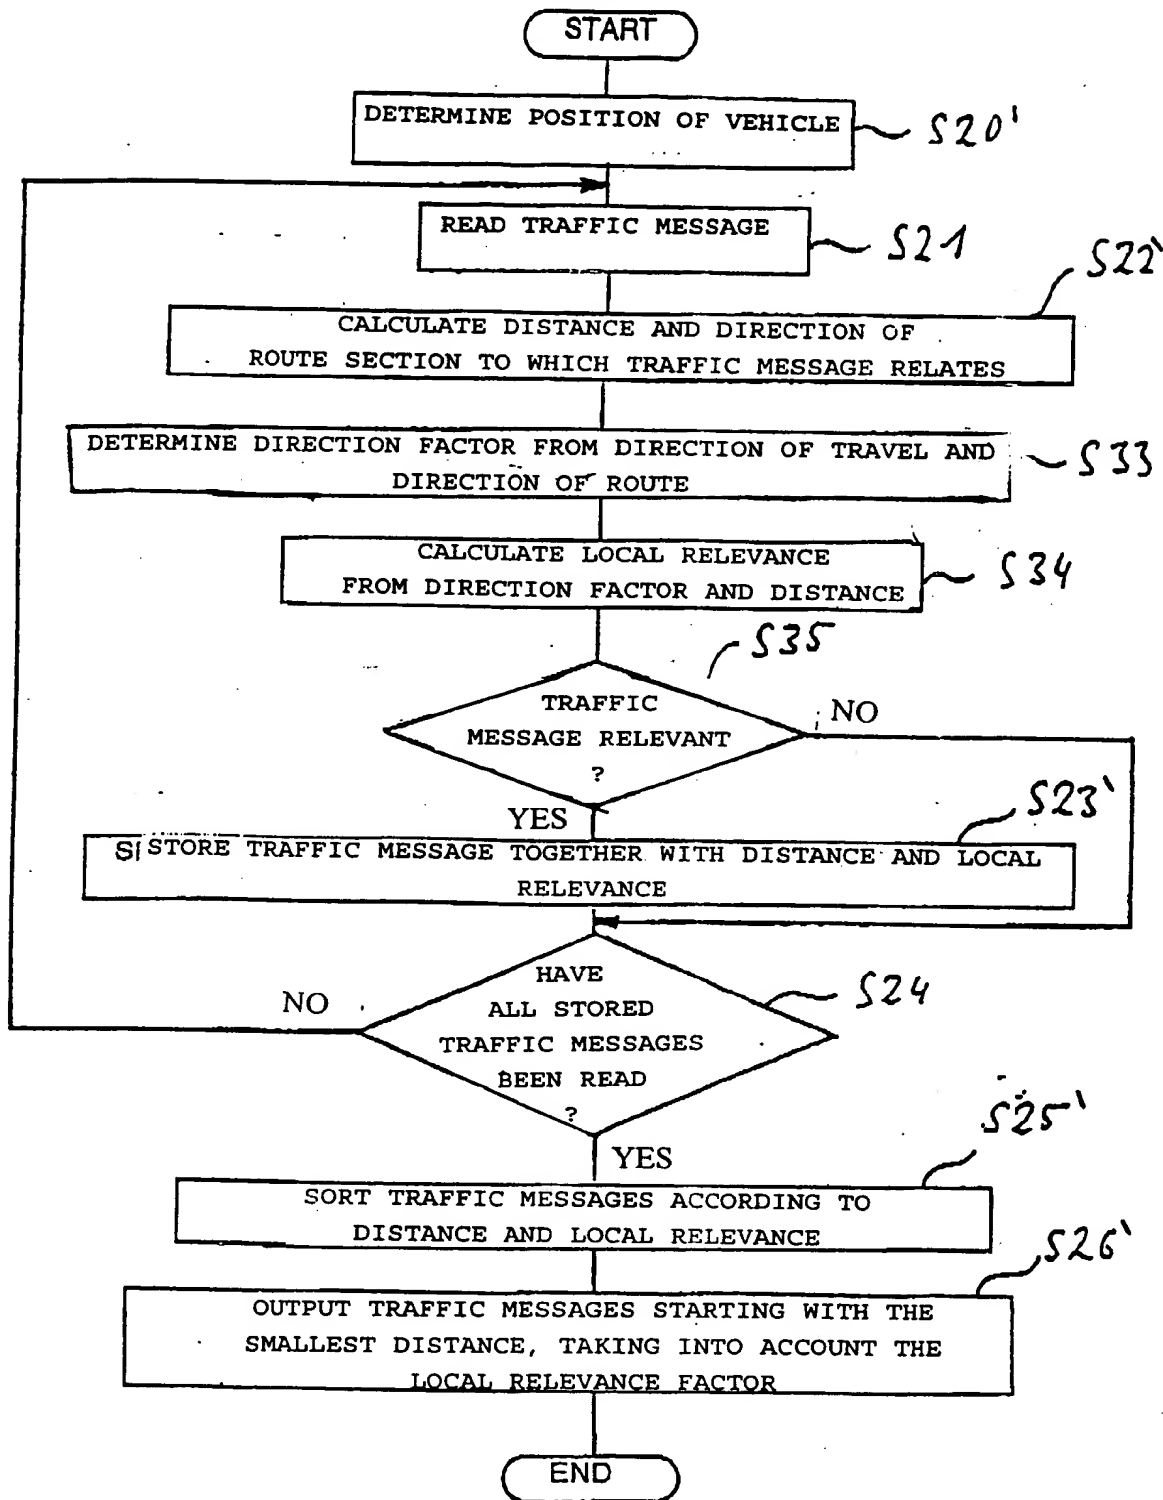 START
DETERMINE POSITION OF VEHICLE
S20'
READ TRAFFIC MESSAGE
S21
S22'
CALCULATE DISTANCE AND DIRECTION OF
ROUTE SECTION TO WHICH TRAFFIC MESSAGE RELATES
DETERMINE DIRECTION FACTOR FROM DIRECTION OF TRAVEL AND
DIRECTION OF ROUTE
S33
CALCULATE LOCAL RELEVANCE
FROM DIRECTION FACTOR AND DISTANCE
S34
S35
TRAFFIC
MESSAGE RELEVANT
?
NO
YES
S23'
STORE TRAFFIC MESSAGE TOGETHER WITH DISTANCE AND LOCAL
RELEVANCE
HAVE
ALL STORED
TRAFFIC MESSAGES
BEEN READ
?
NO
S24
YES
S25'
SORT TRAFFIC MESSAGES ACCORDING TO
DISTANCE AND LOCAL RELEVANCE
S26'
OUTPUT TRAFFIC MESSAGES STARTING WITH THE
SMALLEST DISTANCE, TAKING INTO ACCOUNT THE
LOCAL RELEVANCE FACTOR
END